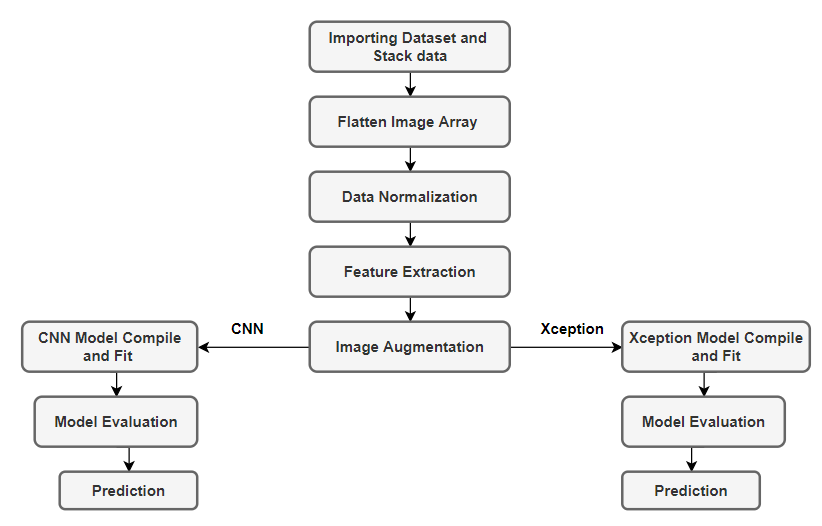 Importing Dataset and
Stack data
Flatten Image Array
Data Normalization
Feature Extraction
CNN
Xception
CNN Model Compile
and Fit
Image Augmentation
Xception Model Compile
and Fit
Model Evaluation
Model Evaluation
Prediction
Prediction